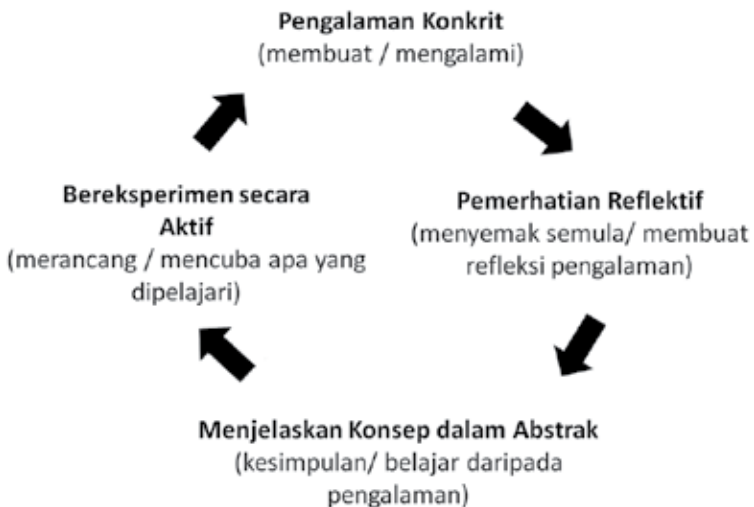 Pengalaman Konkrit
(membuat / mengalami)
Pemerhatian Reflektif
(menyemak semula/ membuat
refleksi pengalaman)
Menjelaskan Konsep dalam Abstrak
(kesimpulan/ belajar daripada
pengalaman)
Bereksperimen secara
Aktif
(merancang / mencuba apa yang
dipelajari)